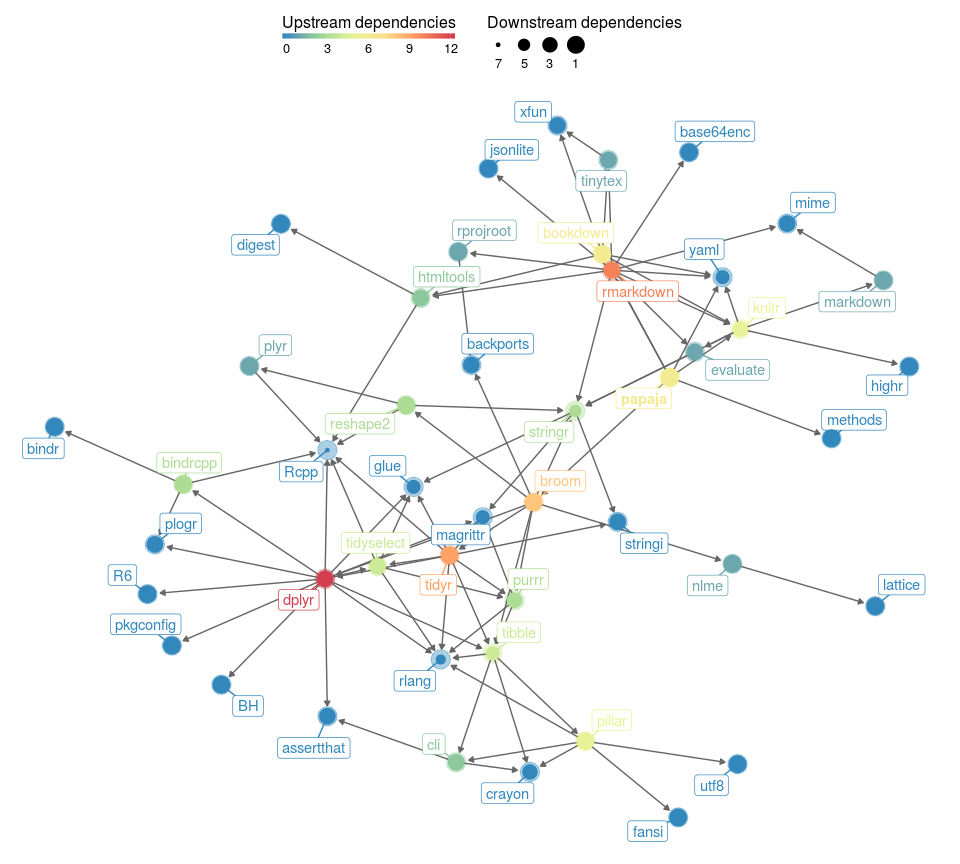 Upstream dependencies Downstream dependencies
0 3 6 9 12 7 5 3 1
xfun
base64enc
jsonlite
tinytex
mime
rprojroot
bookdown
digest
yaml
htmltools
rmarkdown
markdown
knitr
backports
plyr
evaluate
highr
papaja
reshape2
methods
stringr
bindr
bindrcpp
glue
Rcpp
broom
plogr
magrittr
tidyselect
stringi
R6
purrr
tidyr
nlme
lattice
dplyr
pkgconfig
tibble
rlang
BH
pillar
assertthat
cli
utf8
crayon
fansi